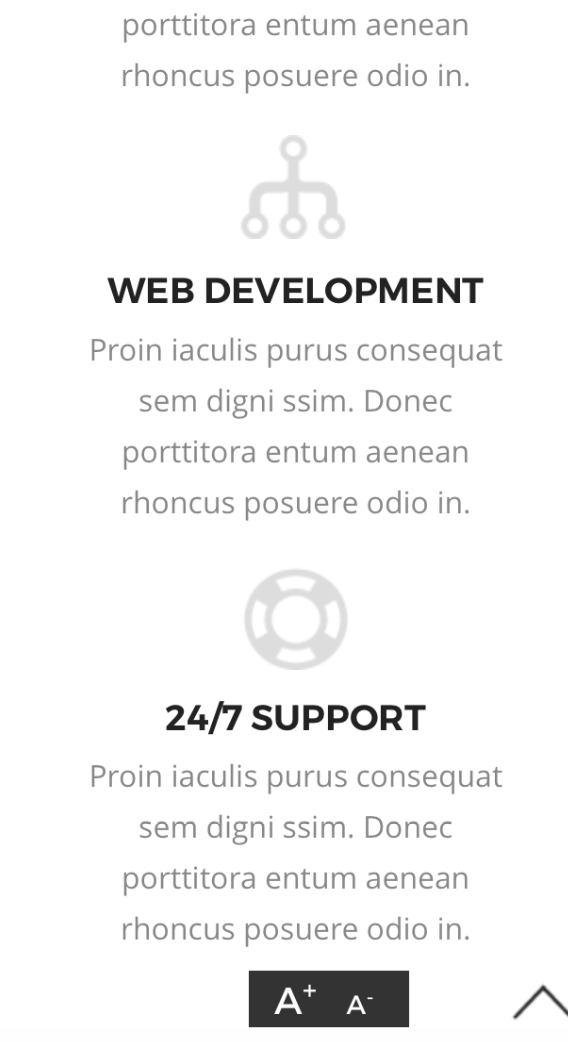 porttitora entum aenean
rhoncus posuere odio in.
WEB DEVELOPMENT
Proin iaculis purus consequat
sem digni ssim. Donec
porttitora entum aenean
rhoncus posuere odio in.
24/7 SUPPORT
Proin iaculis purus consequat
sem digni ssim. Donec
porttitora entum aenean
rhoncus posuere odio in.
A+ A-